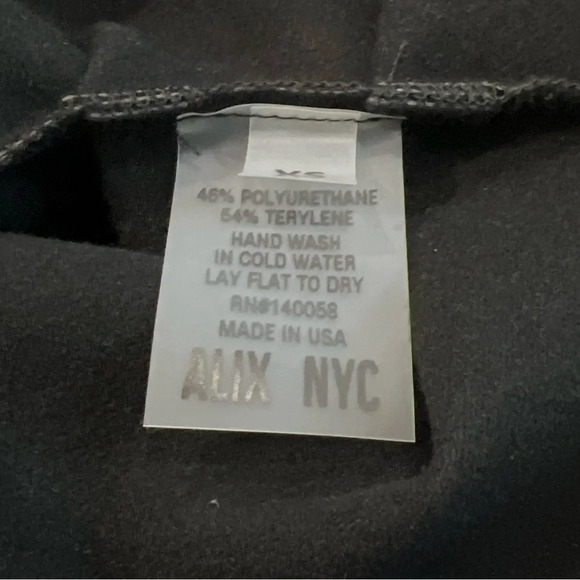 XS
46% POLYURETHANE
54% TERYLENE
HAND WASH
IN COLD WATER
LAY FLAT TO DRY
RN#140058
MADE IN USA
ALIX NYC